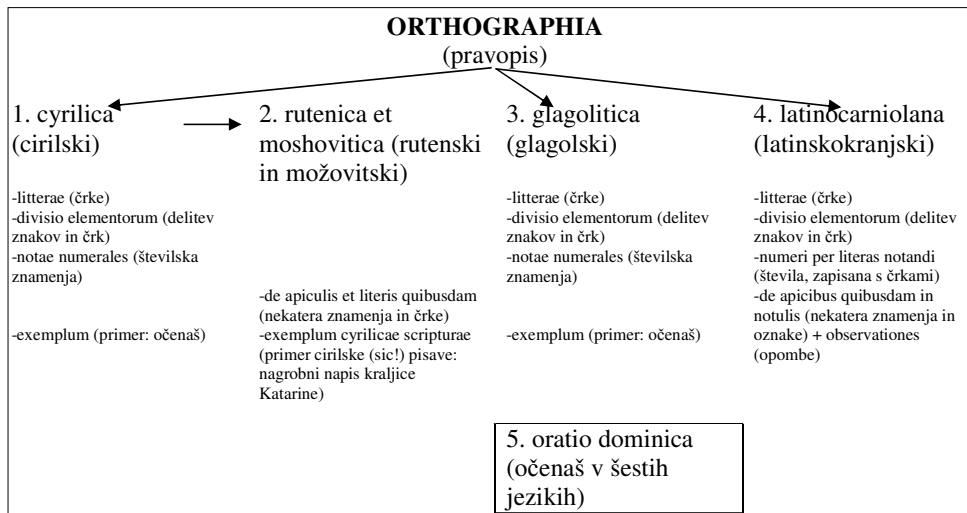 ORTHOGRAPHIA
(pravopis)
1. cyrilica
(cirilski)
-litterae (črke)
-divisio elementorum (delitev
znakov in črk)
-notae numerales (številska
znamenja)
-exemplum (primer: očenaš)
2. rutenica et
moshovitica (rutenski
in možovitski)
-de apiculis et literis quibusdam
(nekatera znamenja in črke)
-exemplum cyrilicae scripturae
(primer cirilske (sic!) pisave:
nagrobni napis kraljice
Katarine)
3. glagolitica
(glagolski)
-litterae (črke)
-divisio elementorum (delitev
znakov in črk)
-notae numerales (številska
znamenja)
-exemplum (primer: očenaš)
4. latinocarniolana
(latinskokranjski)
-litterae (črke)
-divisio elementorum (delitev
znakov in črk)
-numeri per literas notandi
(števila, zapisana s črkami)
-de apicibus quibusdam in
notulis (nekatera znamenja in
oznake) + observationes
(opombe)
5. oratio dominica
(očenaš v šestih
jezikih)